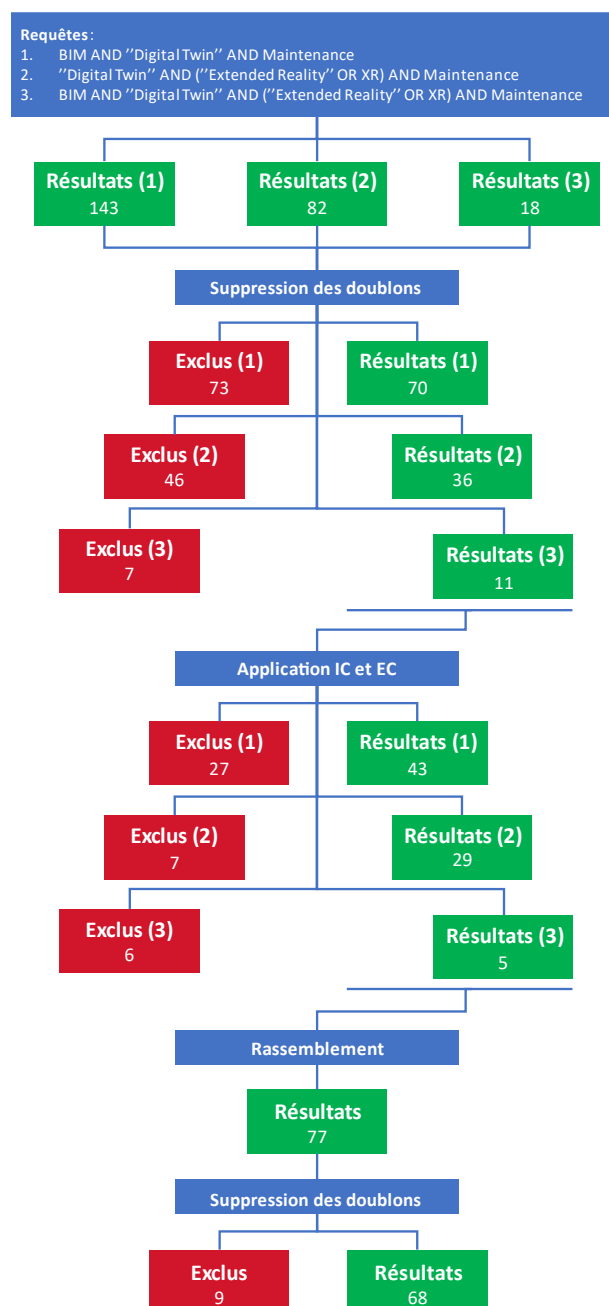 Requêtes:
1. BIM AND ’’Digital Twin’’ AND Maintenance
2. ’’Digital Twin’’ AND (’’Extended Reality’’ OR XR) AND Maintenance
3. BIM AND ’’Digital Twin’’ AND (’’Extended Reality’’ OR XR) AND Maintenance
Résultats (1)
143
Résultats (2)
82
Résultats (3)
18
Suppression des doublons
Exclus (1)
73
Résultats (1)
70
Exclus (2)
46
Résultats (2)
36
Exclus (3)
7
Résultats (3)
11
Application IC et EC
Exclus (1)
27
Résultats (1)
43
Exclus (2)
7
Résultats (2)
29
Exclus (3)
6
Résultats (3)
5
Rassemblement
Résultats
77
Suppression des doublons
Exclus
9
Résultats
68